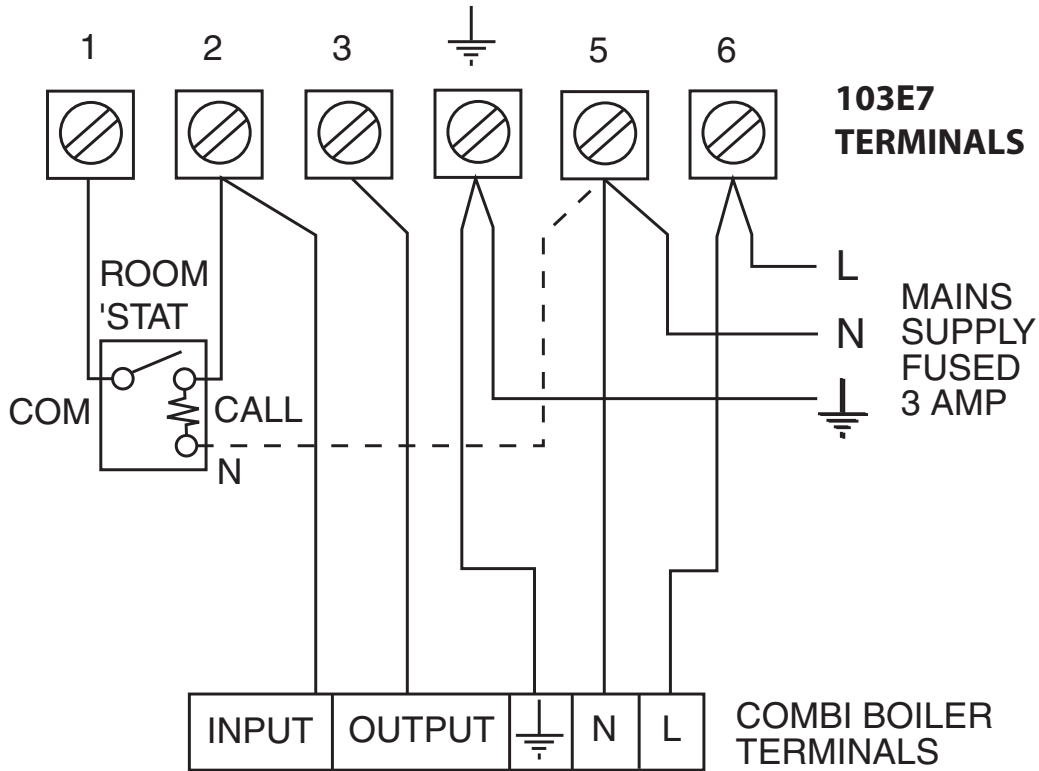 1 2 3 5 6
103E7
TERMINALS
ROOM
'STAT
L
MAINS
N
SUPPLY
FUSED
3 AMP
COM
CALL
N
INPUT
OUTPUT
N
L
COMBI BOILER
TERMINALS